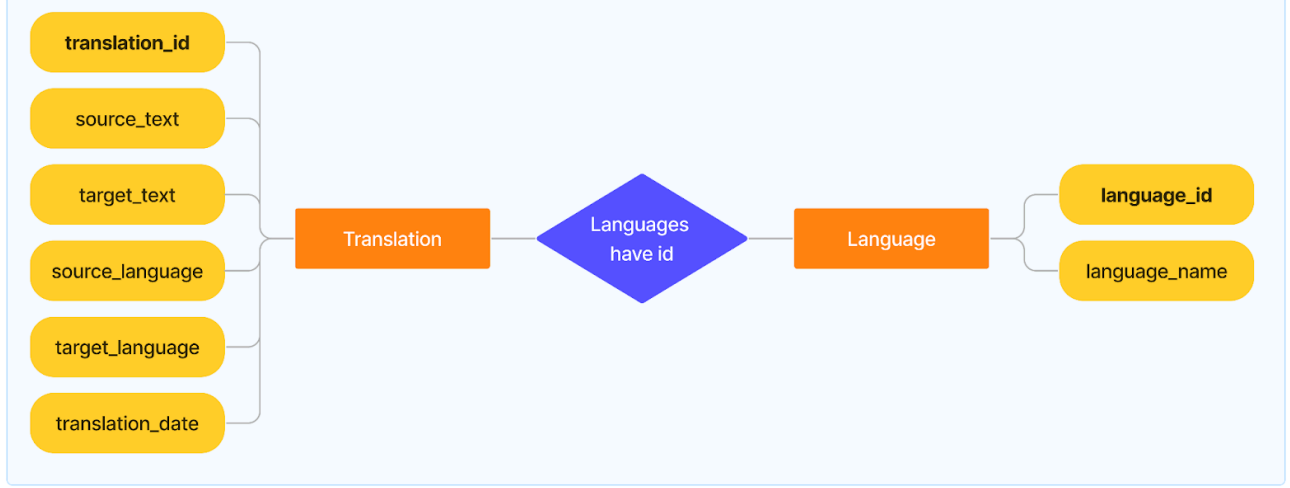 translation_id
source_text
target_text
source_language
target_language
translation_date
Translation
Languages
have id
Language
language_id
language_name